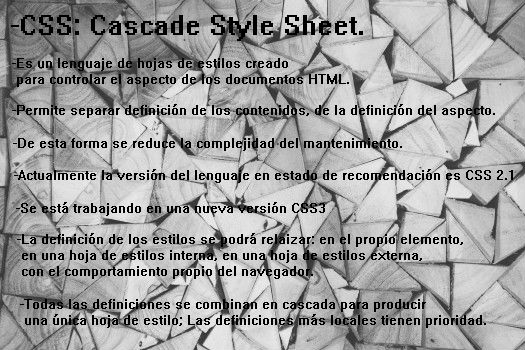 -CSS: Cascade Style Sheet.
-Es un lenguaje de hojas de estilos creado
para controlar el aspecto de los documentos HTML.
-Permite separar definición de los contenidos, de la definición del aspecto.
-De esta forma se reduce la complejidad del mantenimiento.
-Actualmente la versión del lenguaje en estado de recomendación es CSS 2.1
-Se está trabajando en una nueva versión CSS3
-La definición de los estilos se podrá relaizar: en el propio elemento,
en una hoja de estilos interna, en una hoja de estilos externa,
con el comportamiento propio del navegador.
-Todas las definiciones se combinan en cascada para producir
una única hoja de estilo; Las definiciones más locales tienen prioridad.